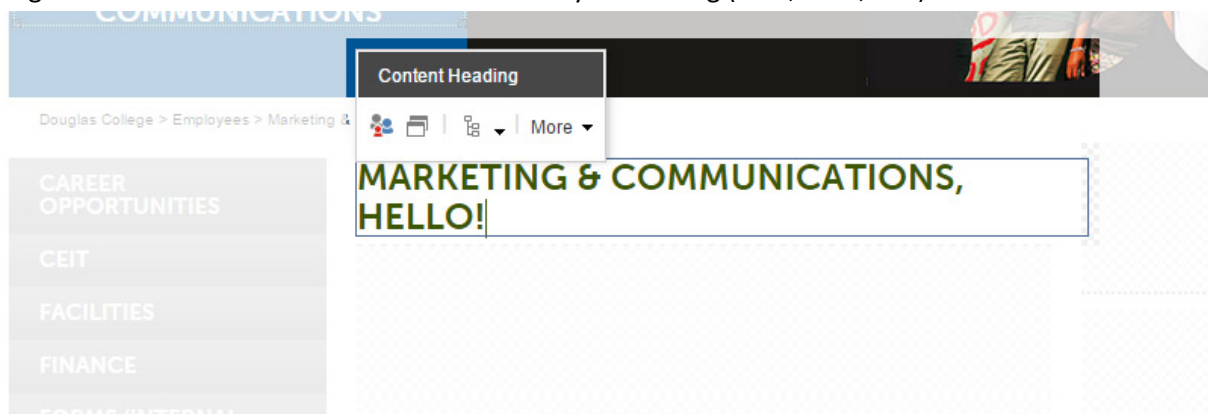 COMMUNICATIONS
Content Heading
Douglas College > Employees > Marketing &
More
MARKETING & COMMUNICATIONS,
HELLO!
CAREER
OPPORTUNITIES
CEIT
FACILITIES
FINANCE